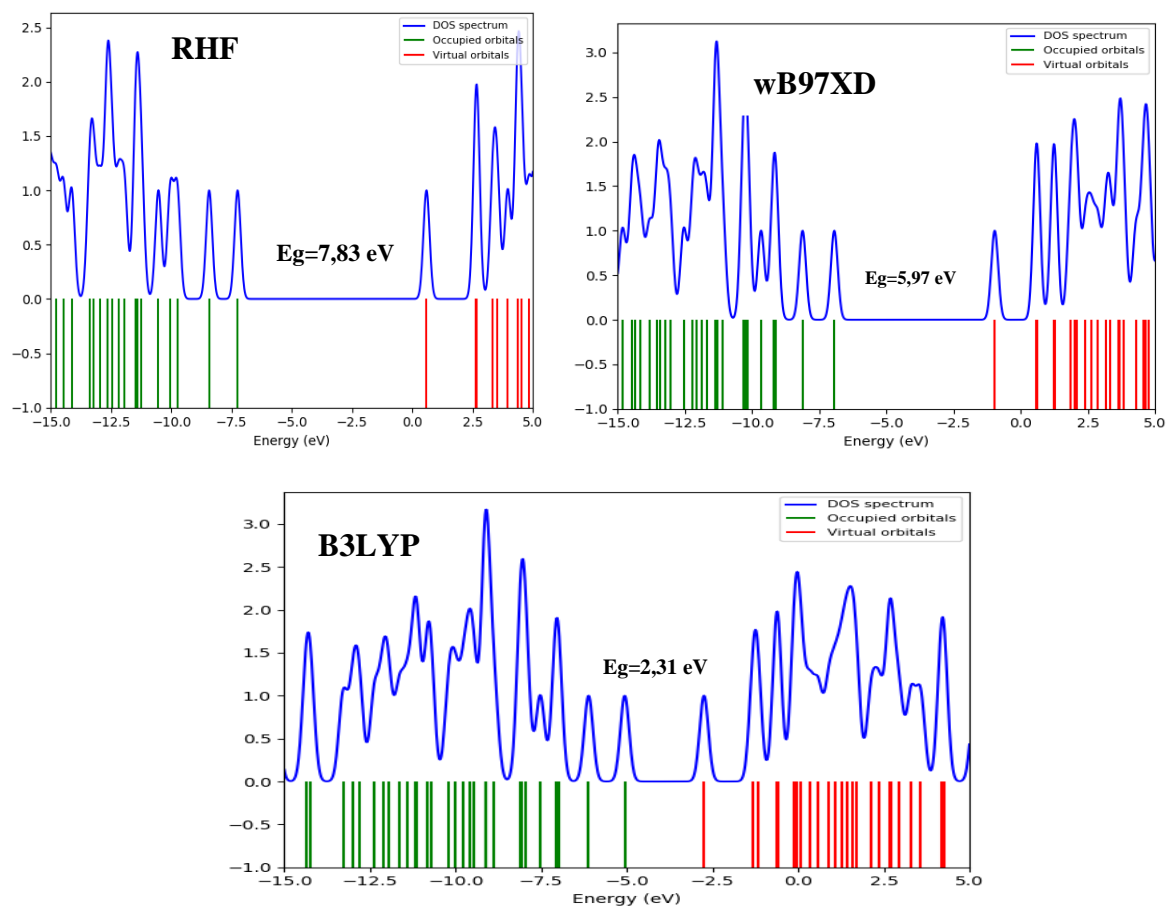 RHF
DOS spectrum
Occupied orbitals
Virtual orbitals
Eg=7,83 eV
2.5
2.0
1.5
1.0
0.5
0.0
−0.5
−1.0
−15.0
−12.5
−10.0
−7.5
−5.0
−2.5
0.0
2.5
5.0
Energy (eV)
wB97XD
DOS spectrum
Occupied orbitals
Virtual orbitals
Eg=5,97 eV
3.0
2.5
2.0
1.5
1.0
0.5
0.0
−0.5
−1.0
−15.0
−12.5
−10.0
−7.5
−5.0
−2.5
0.0
2.5
5.0
Energy (eV)
B3LYP
DOS spectrum
Occupied orbitals
Virtual orbitals
Eg=2,31 eV
3.0
2.5
2.0
1.5
1.0
0.5
0.0
−0.5
−1.0
−15.0
−12.5
−10.0
−7.5
−5.0
−2.5
0.0
2.5
5.0
Energy (eV)